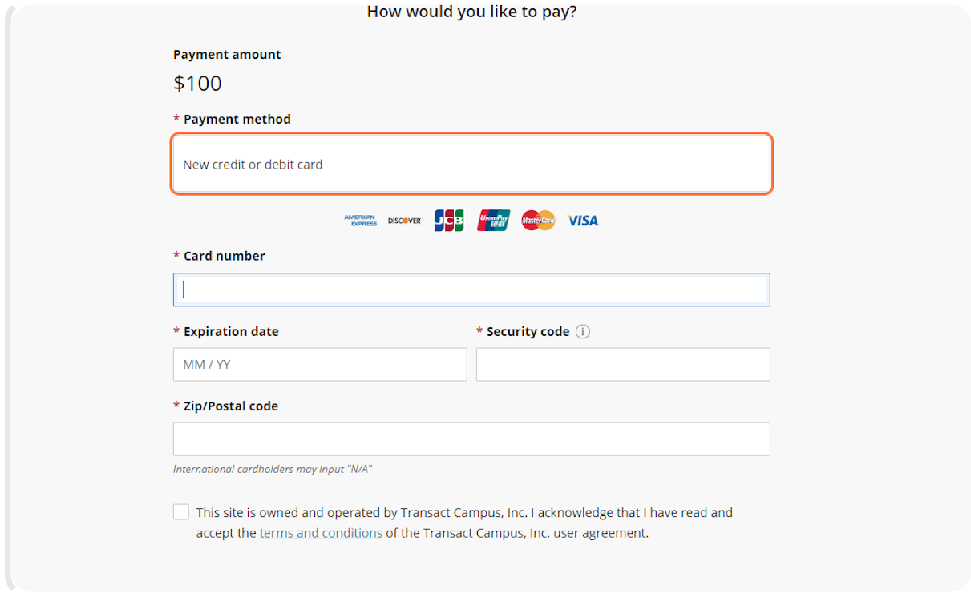 How would you like to pay?
Payment amount
$100
* Payment method
New credit or debit card
AMERICAN EXPRESS DISCOVER JCB UnionPay MasterCard VISA
* Card number
* Expiration date * Security code i
MM / YY
* Zip/Postal code
International cardholders may input "N/A"
This site is owned and operated by Transact Campus, Inc. I acknowledge that I have read and
accept the terms and conditions of the Transact Campus, Inc. user agreement.